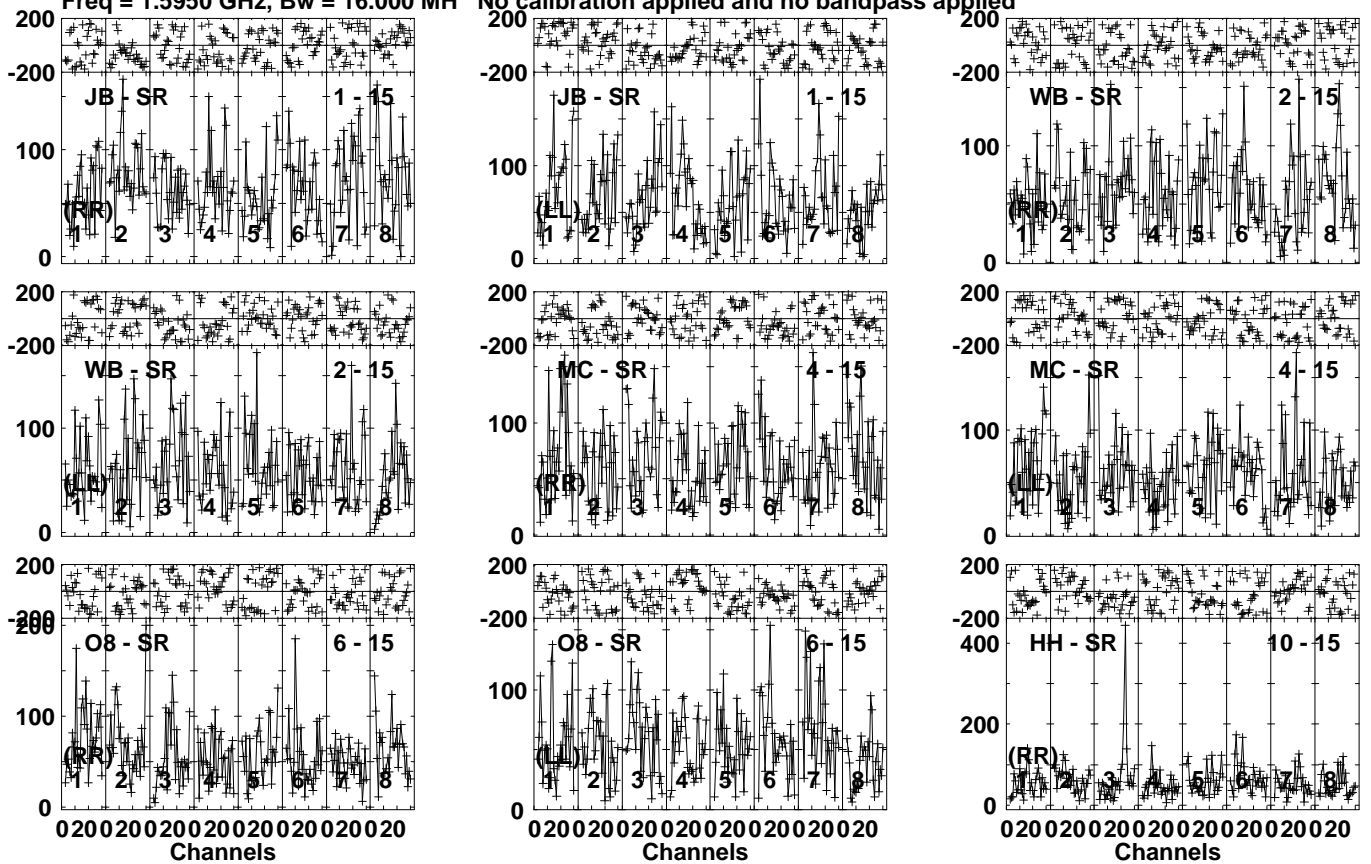 Freq = 1.5950 GHz, Bw = 16.000 MH No calibration applied and no bandpass applied
200 200 200
-200 -200 -200
JB - SR 1 - 15 JB - SR 1 - 15 WB - SR 2 - 15
100 100 100
(RR) (LL) (RR)
1 2 3 4 5 6 7 8 1 2 3 4 5 6 7 8 1 2 3 4 5 6 7 8
0 0 0
200 200 200
-200 -200 -200
WB - SR 2 - 15 MC - SR 4 - 15 MC - SR 4 - 15
100 100 100
(LL) (RR) (LL)
1 2 3 4 5 6 7 8 1 2 3 4 5 6 7 8 1 2 3 4 5 6 7 8
0 0 0
200 200 200
-200 -200 -200
200 O8 - SR 6 - 15 O8 - SR 6 - 15 400 HH - SR 10 - 15
100 100 200
(RR) (LL) (RR)
1 2 3 4 5 6 7 8 1 2 3 4 5 6 7 8 1 2 3 4 5 6 7 8
100
0 0 0
0 20 0 20 0 20 0 20 0 20 0 20 0 20 0 20 0 20 0 20 0 20 0 20 0 20 0 20 0 20 0 20 0 20 0 20 0 20 0 20 0 20 0 20 0 20 0 20
Channels Channels Channels